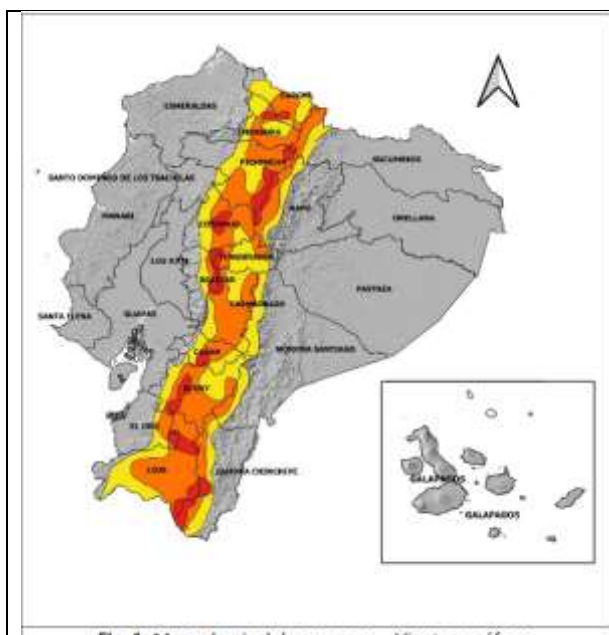 CARCHI
ESMERALDAS
IMBABURA
PICHINCHA
SUCUMBIOS
SANTO DOMINGO DE LOS TSACHILAS
NAPO
ORELLANA
MANABI
COTOPAXI
TUNGURAHUA
LOS RIOS
BOLIVAR
PASTAZA
CHIMBORAZO
SANTA ELENA
GUAYAS
MORONA SANTIAGO
CAÑAR
AZUAY
EL ORO
LOJA
ZAMORA CHINCHIPE
GALAPAGOS
GALAPAGOS